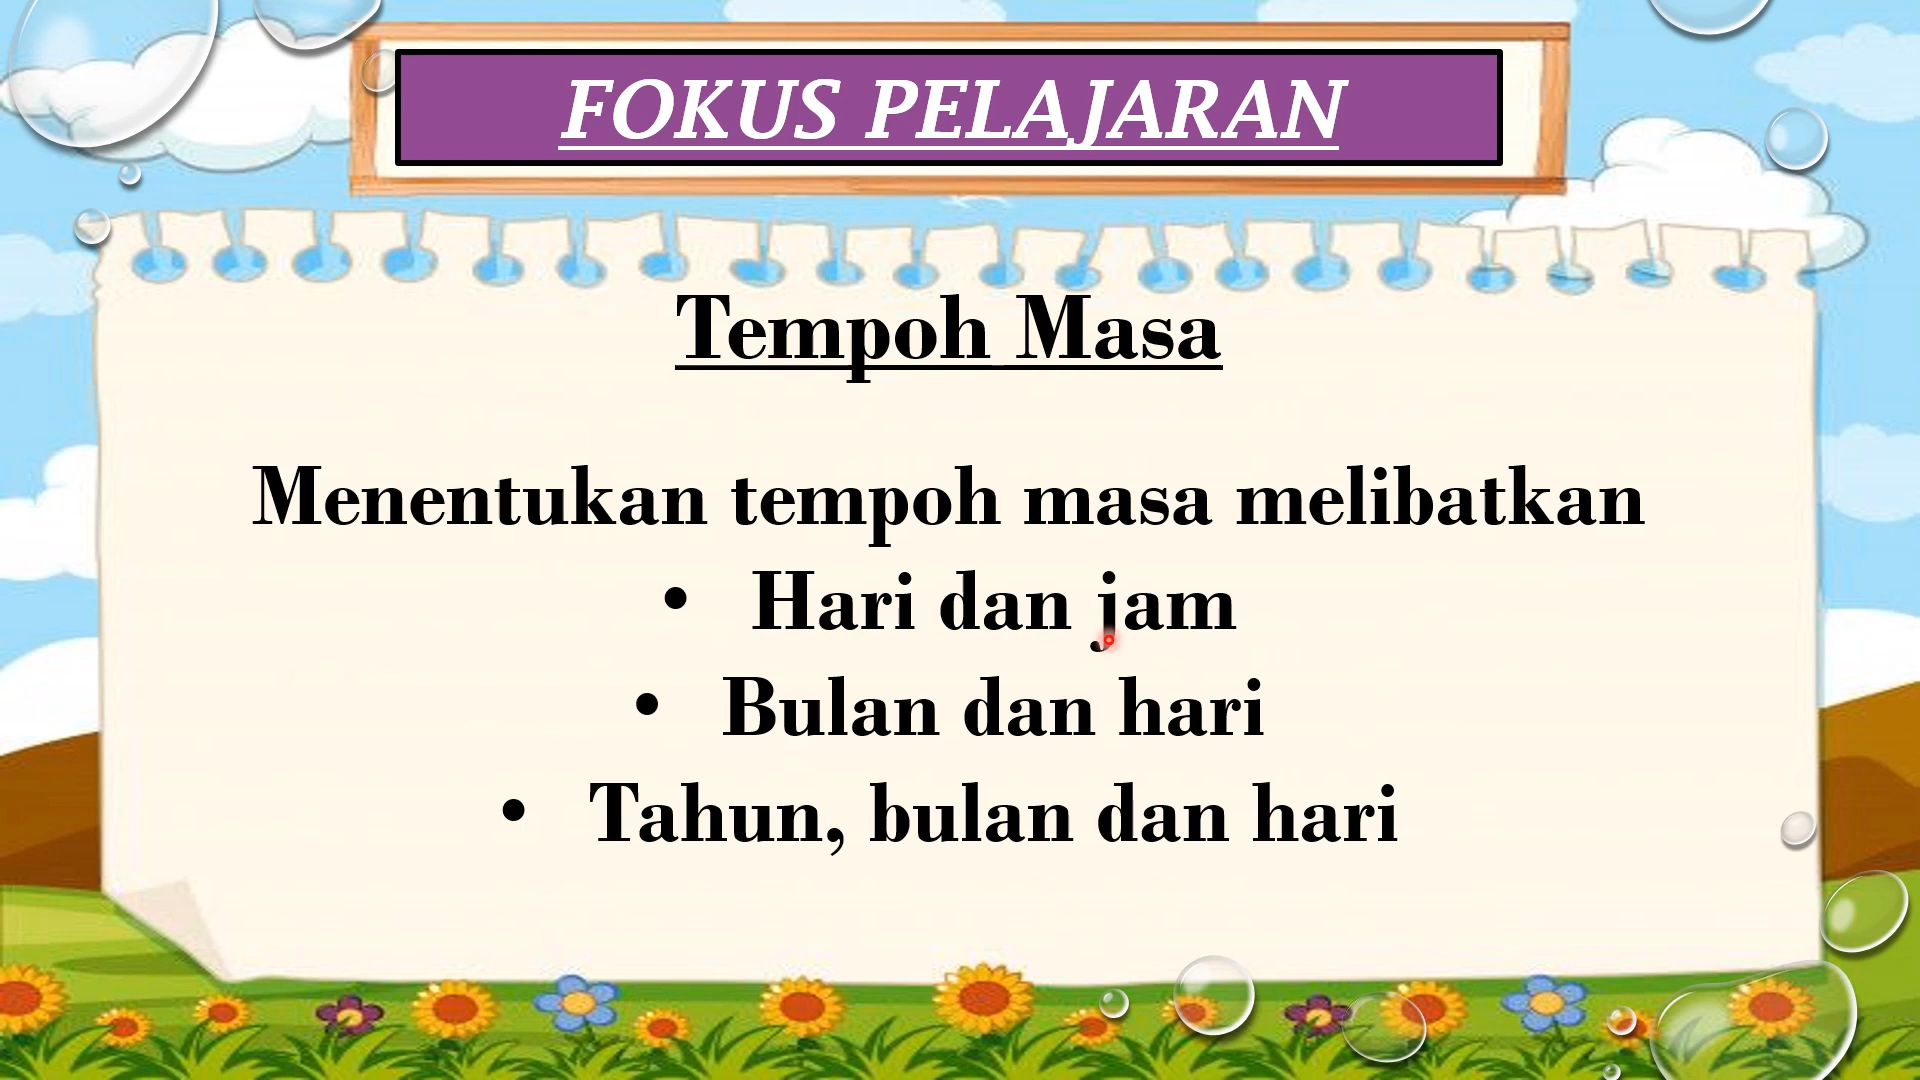 FOKUS PELAJARAN
Tempoh Masa
Menentukan tempoh masa melibatkan
• Hari dan jam
• Bulan dan hari
• Tahun, bulan dan hari